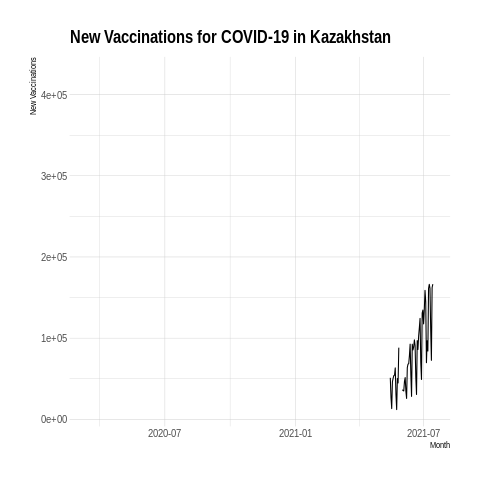 New Vaccinations for COVID-19 in Kazakhstan
New Vaccinations
4e+05
3e+05
2e+05
1e+05
0e+00
2020-07
2021-01
2021-07
Month